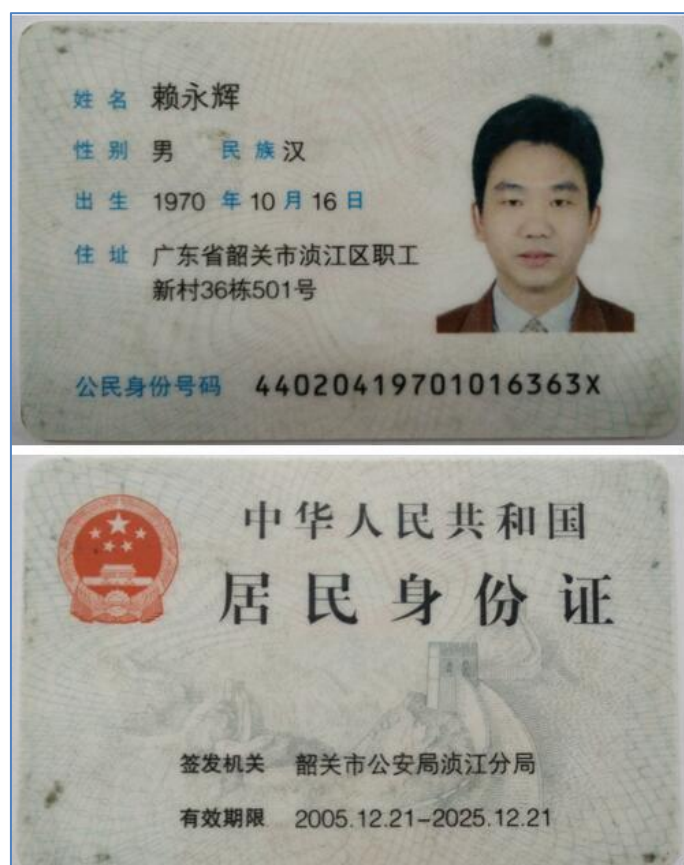 姓名 赖永辉
性别 男 民族 汉
出生 1970 年 10 月 16 日
住址 广东省韶关市浈江区职工
新村36栋501号
公民身份号码 44020419701016363X
中华人民共和国
居民身份证
签发机关 韶关市公安局浈江分局
有效期限 2005.12.21-2025.12.21